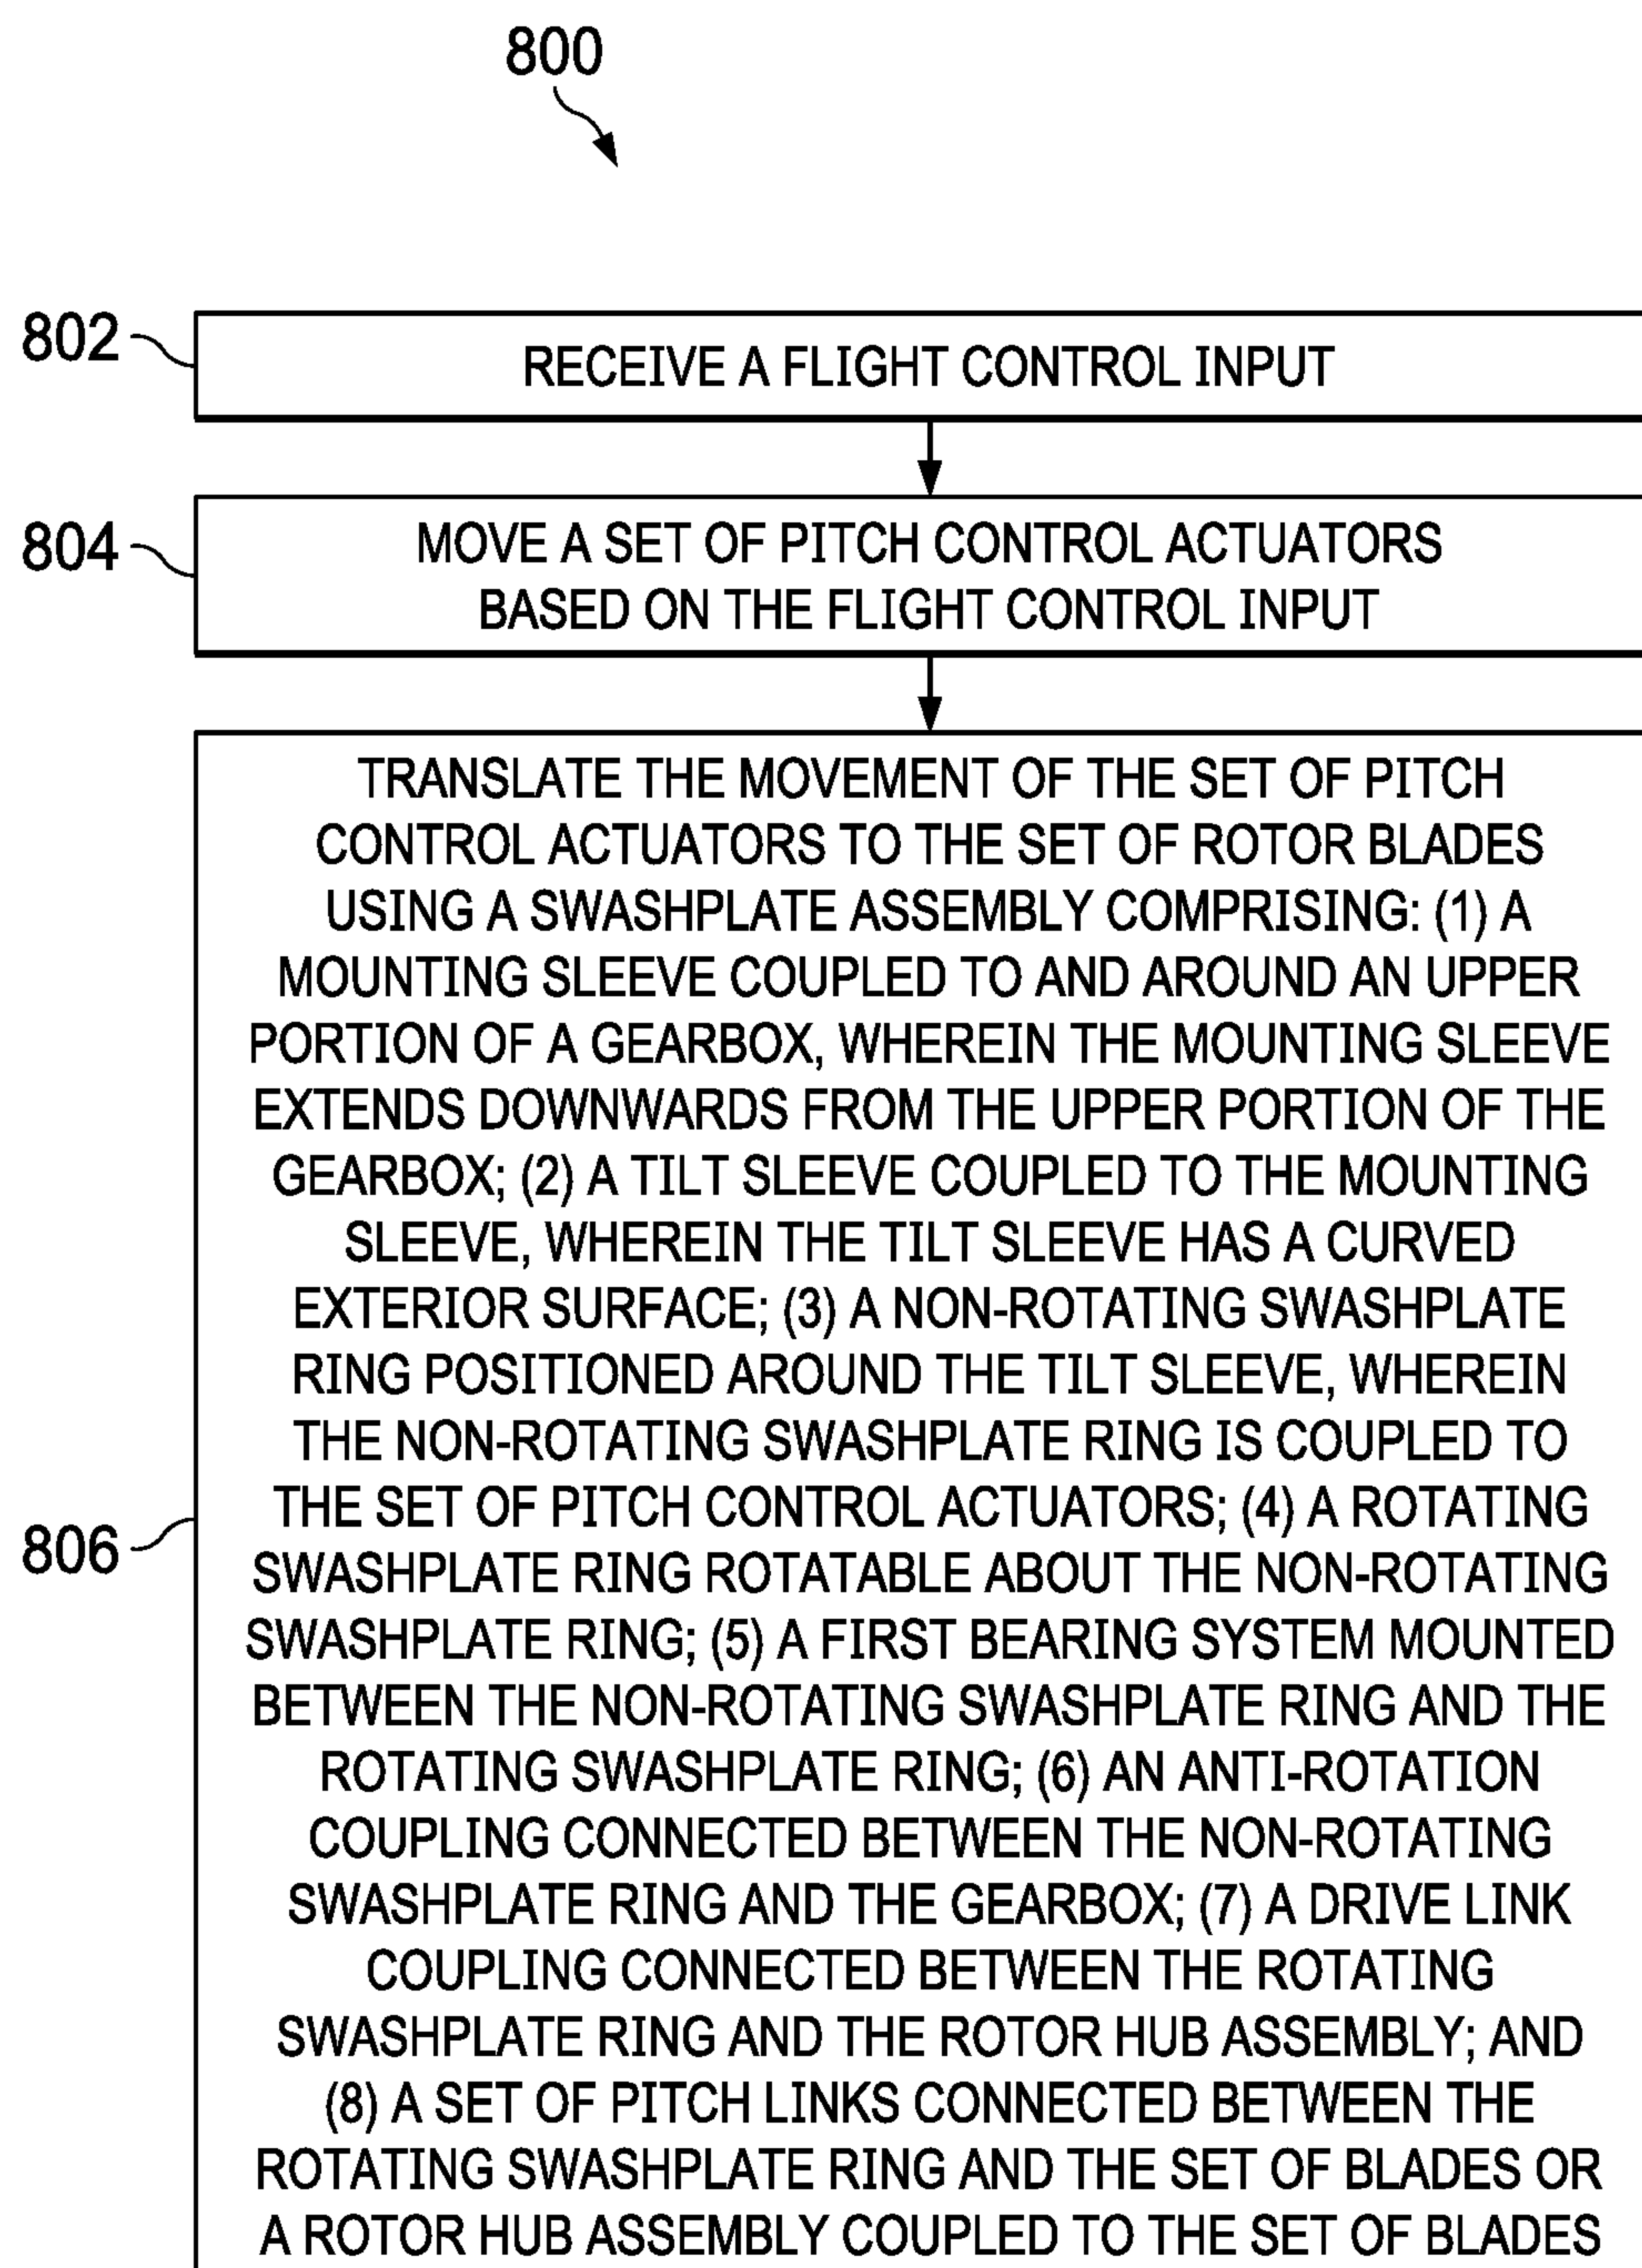 800
802
RECEIVE A FLIGHT CONTROL INPUT
804
MOVE A SET OF PITCH CONTROL ACTUATORS
BASED ON THE FLIGHT CONTROL INPUT
806
TRANSLATE THE MOVEMENT OF THE SET OF PITCH
CONTROL ACTUATORS TO THE SET OF ROTOR BLADES
USING A SWASHPLATE ASSEMBLY COMPRISING: (1) A
MOUNTING SLEEVE COUPLED TO AND AROUND AN UPPER
PORTION OF A GEARBOX, WHEREIN THE MOUNTING SLEEVE
EXTENDS DOWNWARDS FROM THE UPPER PORTION OF THE
GEARBOX; (2) A TILT SLEEVE COUPLED TO THE MOUNTING
SLEEVE, WHEREIN THE TILT SLEEVE HAS A CURVED
EXTERIOR SURFACE; (3) A NON-ROTATING SWASHPLATE
RING POSITIONED AROUND THE TILT SLEEVE, WHEREIN
THE NON-ROTATING SWASHPLATE RING IS COUPLED TO
THE SET OF PITCH CONTROL ACTUATORS; (4) A ROTATING
SWASHPLATE RING ROTATABLE ABOUT THE NON-ROTATING
SWASHPLATE RING; (5) A FIRST BEARING SYSTEM MOUNTED
BETWEEN THE NON-ROTATING SWASHPLATE RING AND THE
ROTATING SWASHPLATE RING; (6) AN ANTI-ROTATION
COUPLING CONNECTED BETWEEN THE NON-ROTATING
SWASHPLATE RING AND THE GEARBOX; (7) A DRIVE LINK
COUPLING CONNECTED BETWEEN THE ROTATING
SWASHPLATE RING AND THE ROTOR HUB ASSEMBLY; AND
(8) A SET OF PITCH LINKS CONNECTED BETWEEN THE
ROTATING SWASHPLATE RING AND THE SET OF BLADES OR
A ROTOR HUB ASSEMBLY COUPLED TO THE SET OF BLADES